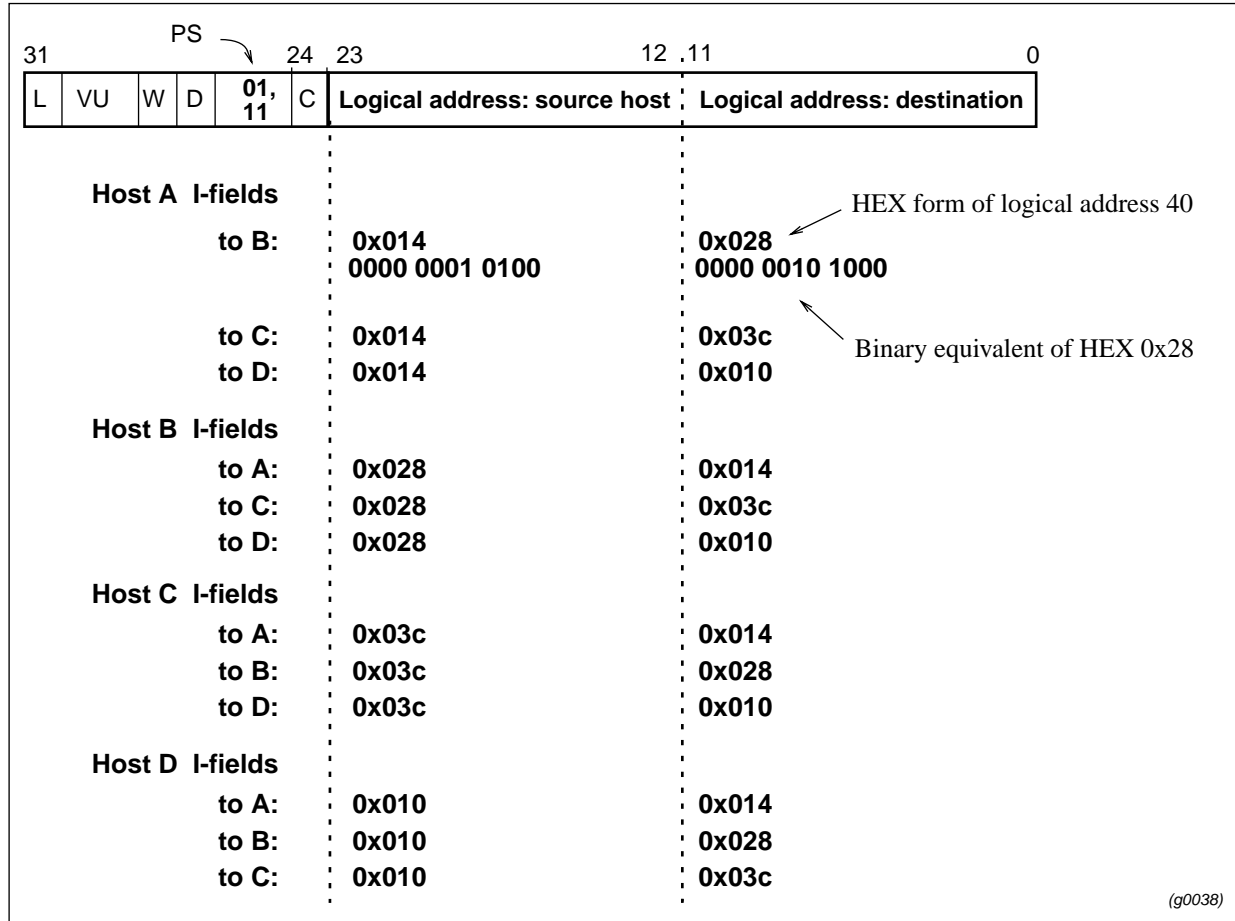 PS
31 24 23 12 11 0
L VU W D 01, 11 C Logical address: source host Logical address: destination
Host A I-fields
HEX form of logical address 40
to B: 0x014 0x028
0000 0001 0100 0000 0010 1000
to C: 0x014 0x03c
Binary equivalent of HEX 0x28
to D: 0x014 0x010
Host B I-fields
to A: 0x028 0x014
to C: 0x028 0x03c
to D: 0x028 0x010
Host C I-fields
to A: 0x03c 0x014
to B: 0x03c 0x028
to D: 0x03c 0x010
Host D I-fields
to A: 0x010 0x014
to B: 0x010 0x028
to C: 0x010 0x03c
(g0038)